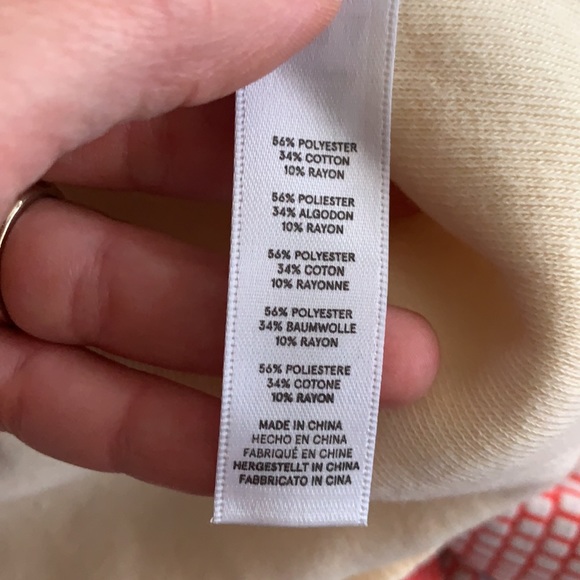 56% POLYESTER
34% COTTON
10% RAYON
56% POLIESTER
34% ALGODON
10% RAYON
56% POLYESTER
34% COTON
10% RAYONNE
56% POLYESTER
34% BAUMWOLLE
10% RAYON
56% POLIESTERE
34% COTONE
10% RAYON
MADE IN CHINA
HECHO EN CHINA
FABRIQUÉ EN CHINE
HERGESTELLT IN CHINA
FABBRICATO IN CINA